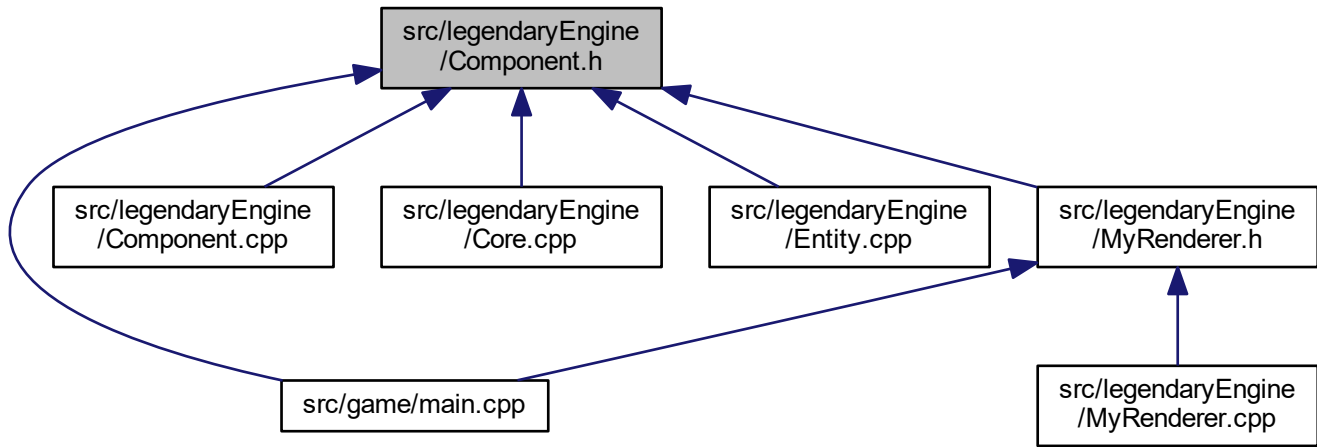 src/legendaryEngine
/Component.h
src/legendaryEngine
/Component.cpp
src/legendaryEngine
/Core.cpp
src/legendaryEngine
/Entity.cpp
src/legendaryEngine
/MyRenderer.h
src/game/main.cpp
src/legendaryEngine
/MyRenderer.cpp